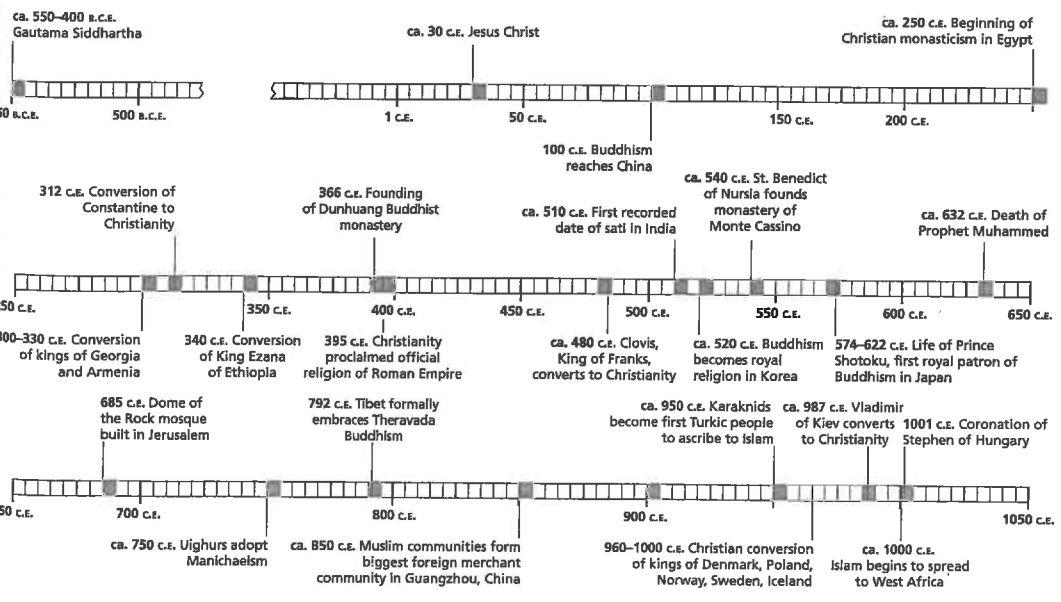 ca. 550–400 B.C.E.
Gautama Siddhartha
ca. 30 C.E. Jesus Christ
ca. 250 C.E. Beginning of
Christian monasticism in Egypt
50 B.C.E.
500 B.C.E.
1 C.E.
50 C.E.
150 C.E.
200 C.E.
100 C.E. Buddhism
reaches China
312 C.E. Conversion of
Constantine to
Christianity
366 C.E. Founding
of Dunhuang Buddhist
monastery
ca. 510 C.E. First recorded
date of sati in India
ca. 540 C.E. St. Benedict
of Nursia founds
monastery of
Monte Cassino
ca. 632 C.E. Death of
Prophet Muhammed
50 C.E.
350 C.E.
400 C.E.
450 C.E.
500 C.E.
550 C.E.
600 C.E.
650 C.E.
00–330 C.E. Conversion
of kings of Georgia
and Armenia
340 C.E. Conversion
of King Ezana
of Ethiopia
395 C.E. Christianity
proclaimed official
religion of Roman Empire
ca. 480 C.E. Clovis,
King of Franks,
converts to Christianity
ca. 520 C.E. Buddhism
becomes royal
religion in Korea
574–622 C.E. Life of Prince
Shotoku, first royal patron of
Buddhism in Japan
685 C.E. Dome of
the Rock mosque
built in Jerusalem
792 C.E. Tibet formally
embraces Theravada
Buddhism
ca. 950 C.E. Karaknids
become first Turkic people
to ascribe to Islam
ca. 987 C.E. Vladimir
of Kiev converts
to Christianity
1001 C.E. Coronation of
Stephen of Hungary
50 C.E.
700 C.E.
800 C.E.
900 C.E.
1050 C.E.
ca. 750 C.E. Uighurs adopt
Manichaeism
ca. 850 C.E. Muslim communities form
biggest foreign merchant
community in Guangzhou, China
960–1000 C.E. Christian conversion
of kings of Denmark, Poland,
Norway, Sweden, Iceland
ca. 1000 C.E.
Islam begins to spread
to West Africa